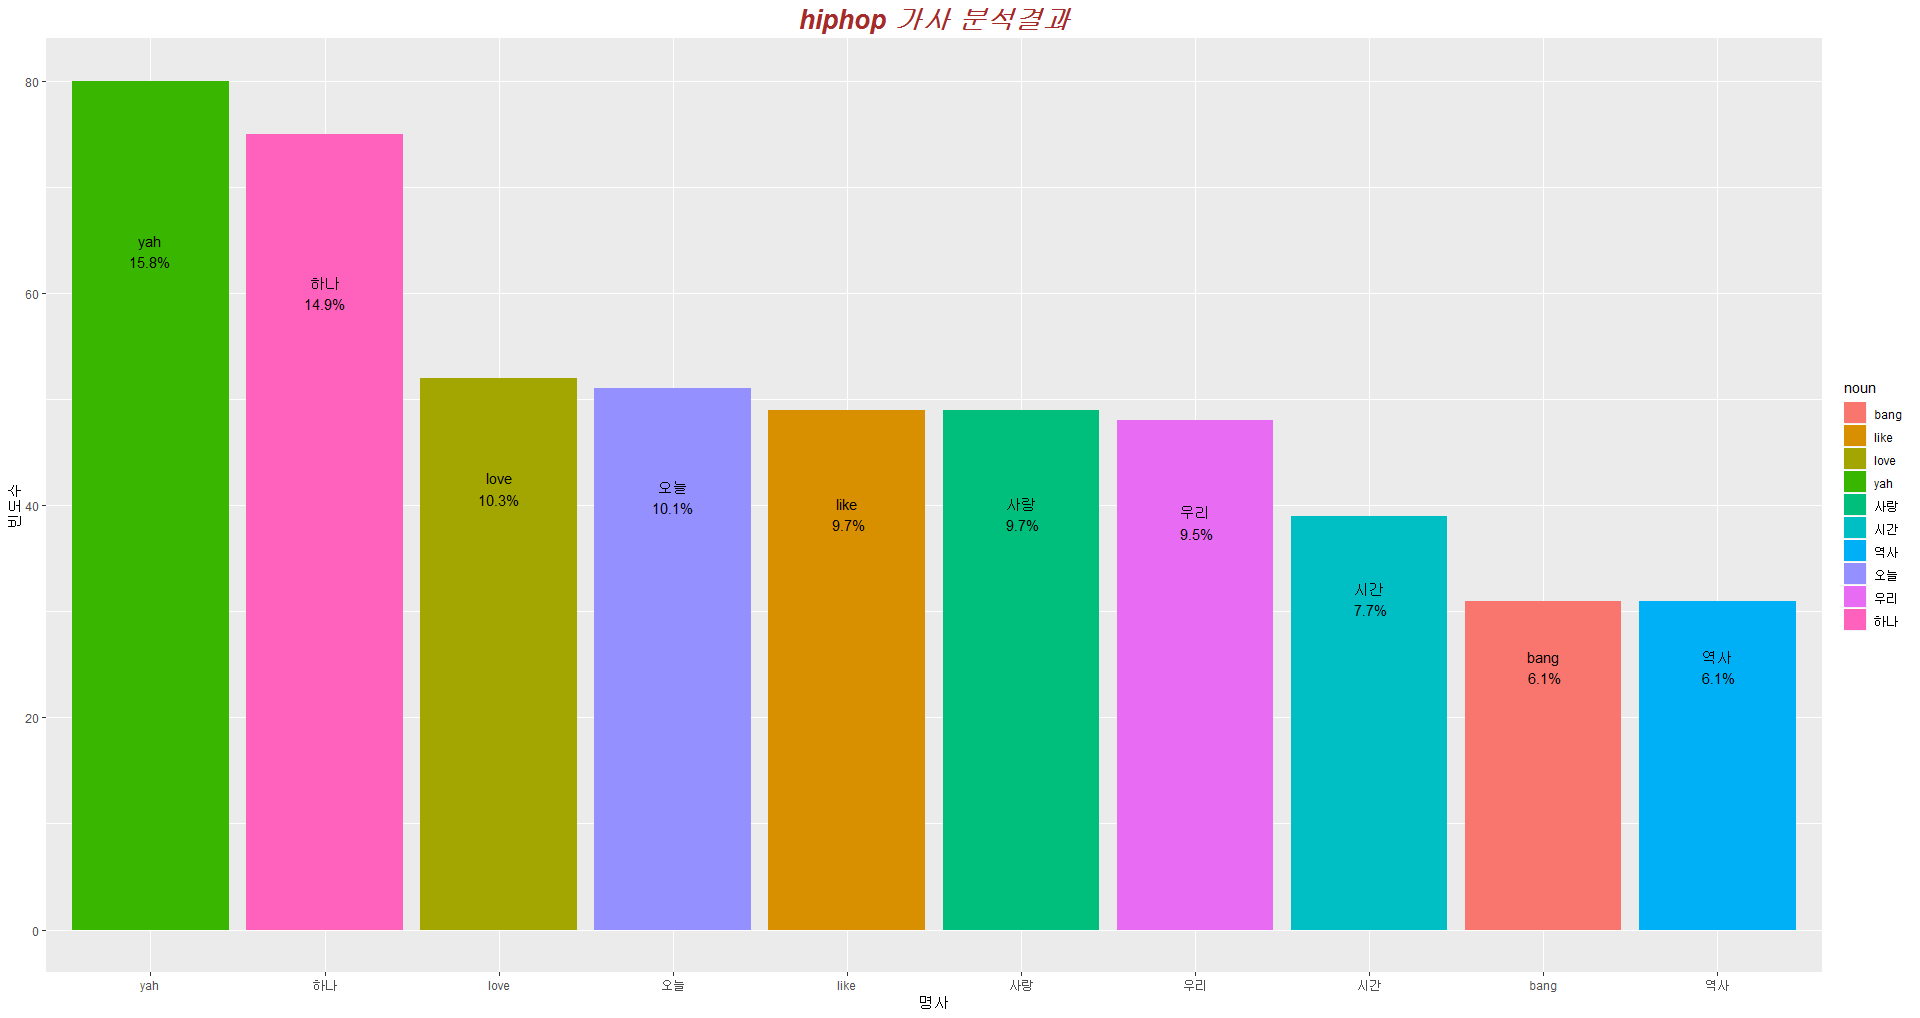 hiphop 가사 분석결과
빈도수
80
60
40
20
0
yah
15.8%
하나
14.9%
love
10.3%
오늘
10.1%
like
9.7%
사랑
9.7%
우리
9.5%
시간
7.7%
bang
6.1%
역사
6.1%
yah 하나 love 오늘 like 사랑 우리 시간 bang 역사
명사
noun
bang
like
love
yah
사랑
시간
역사
오늘
우리
하나